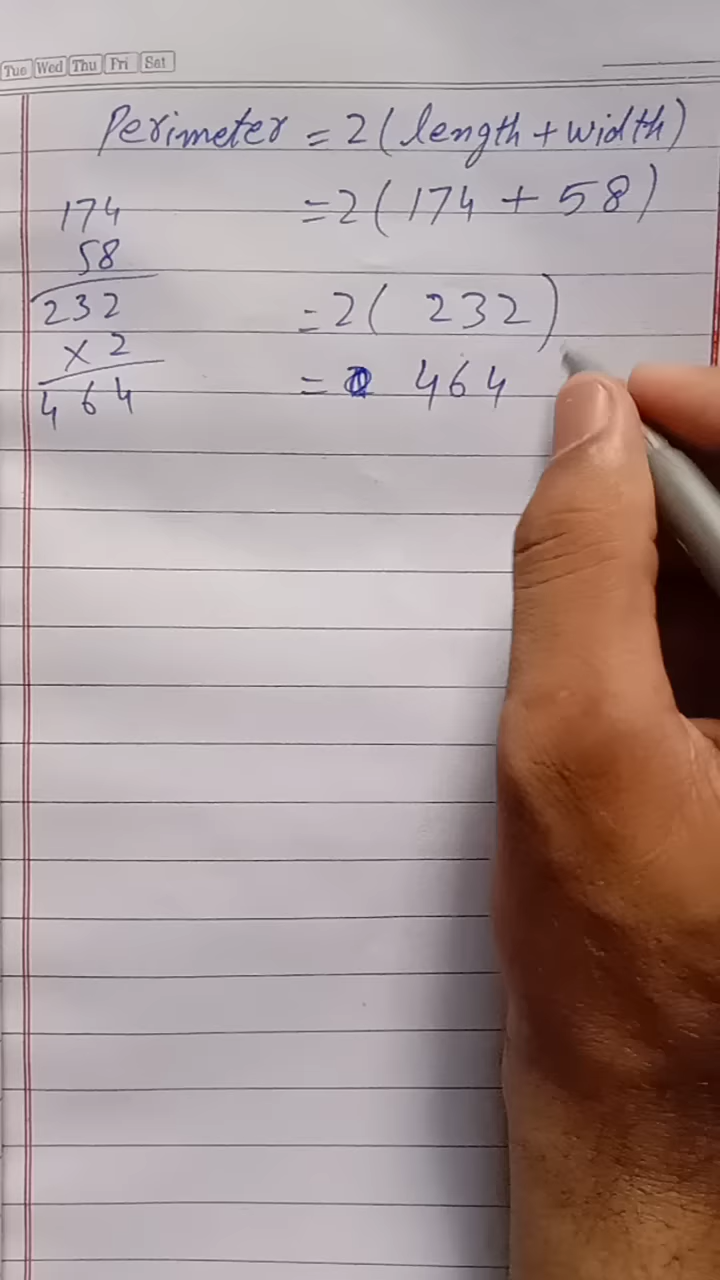 Tue Wed Thu Fri Sat
Perimeter = 2 (length + width)
= 2 ( 174 + 58 )
= 2 ( 232 )
= 464
174
58
232
x 2
464